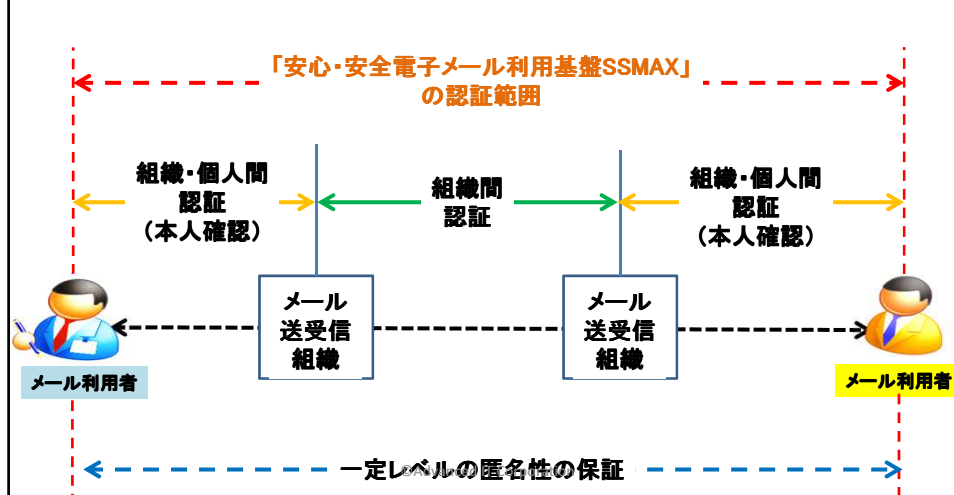 「安心・安全電子メール利用基盤SSMAX」
の認証範囲
組織・個人間
認証
（本人確認）
組織間
認証
組織・個人間
認証
（本人確認）
メール
送受信
組織
メール
送受信
組織
メール利用者
メール利用者
一定レベルの匿名性の保証